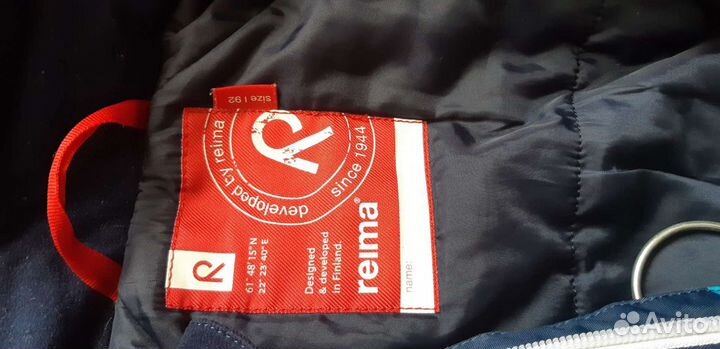 size | 92
developed by reima
since 1944
61°48'15"N
22°23'40"E
Designed
& developed
in Finland.
reima®
name:
Avito